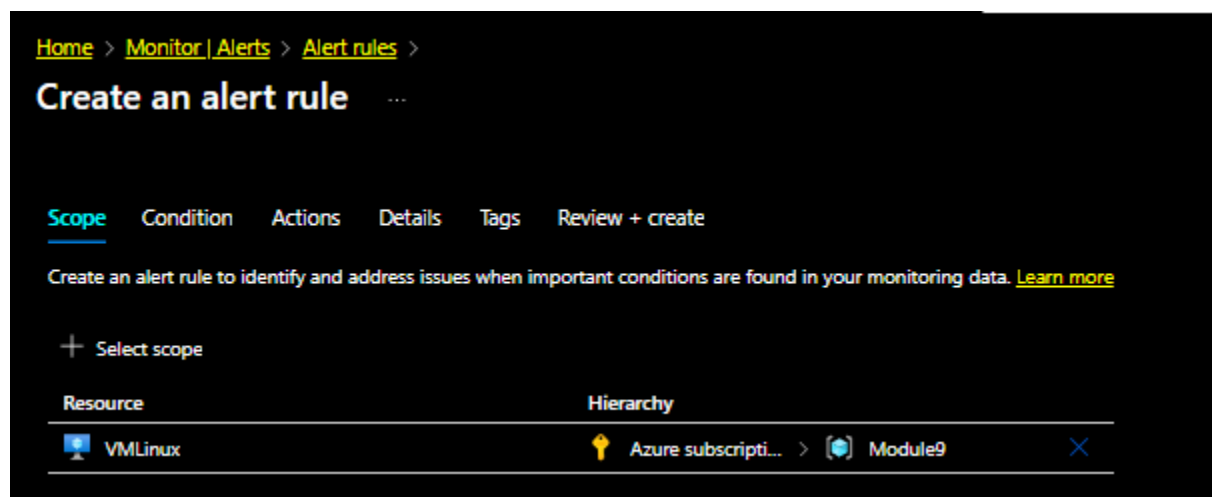 Home > Monitor | Alerts > Alert rules >
Create an alert rule ...
Scope Condition Actions Details Tags Review + create
Create an alert rule to identify and address issues when important conditions are found in your monitoring data. Learn more
+ Select scope
Resource Hierarchy
VMLinux Azure subscripti... > Module9